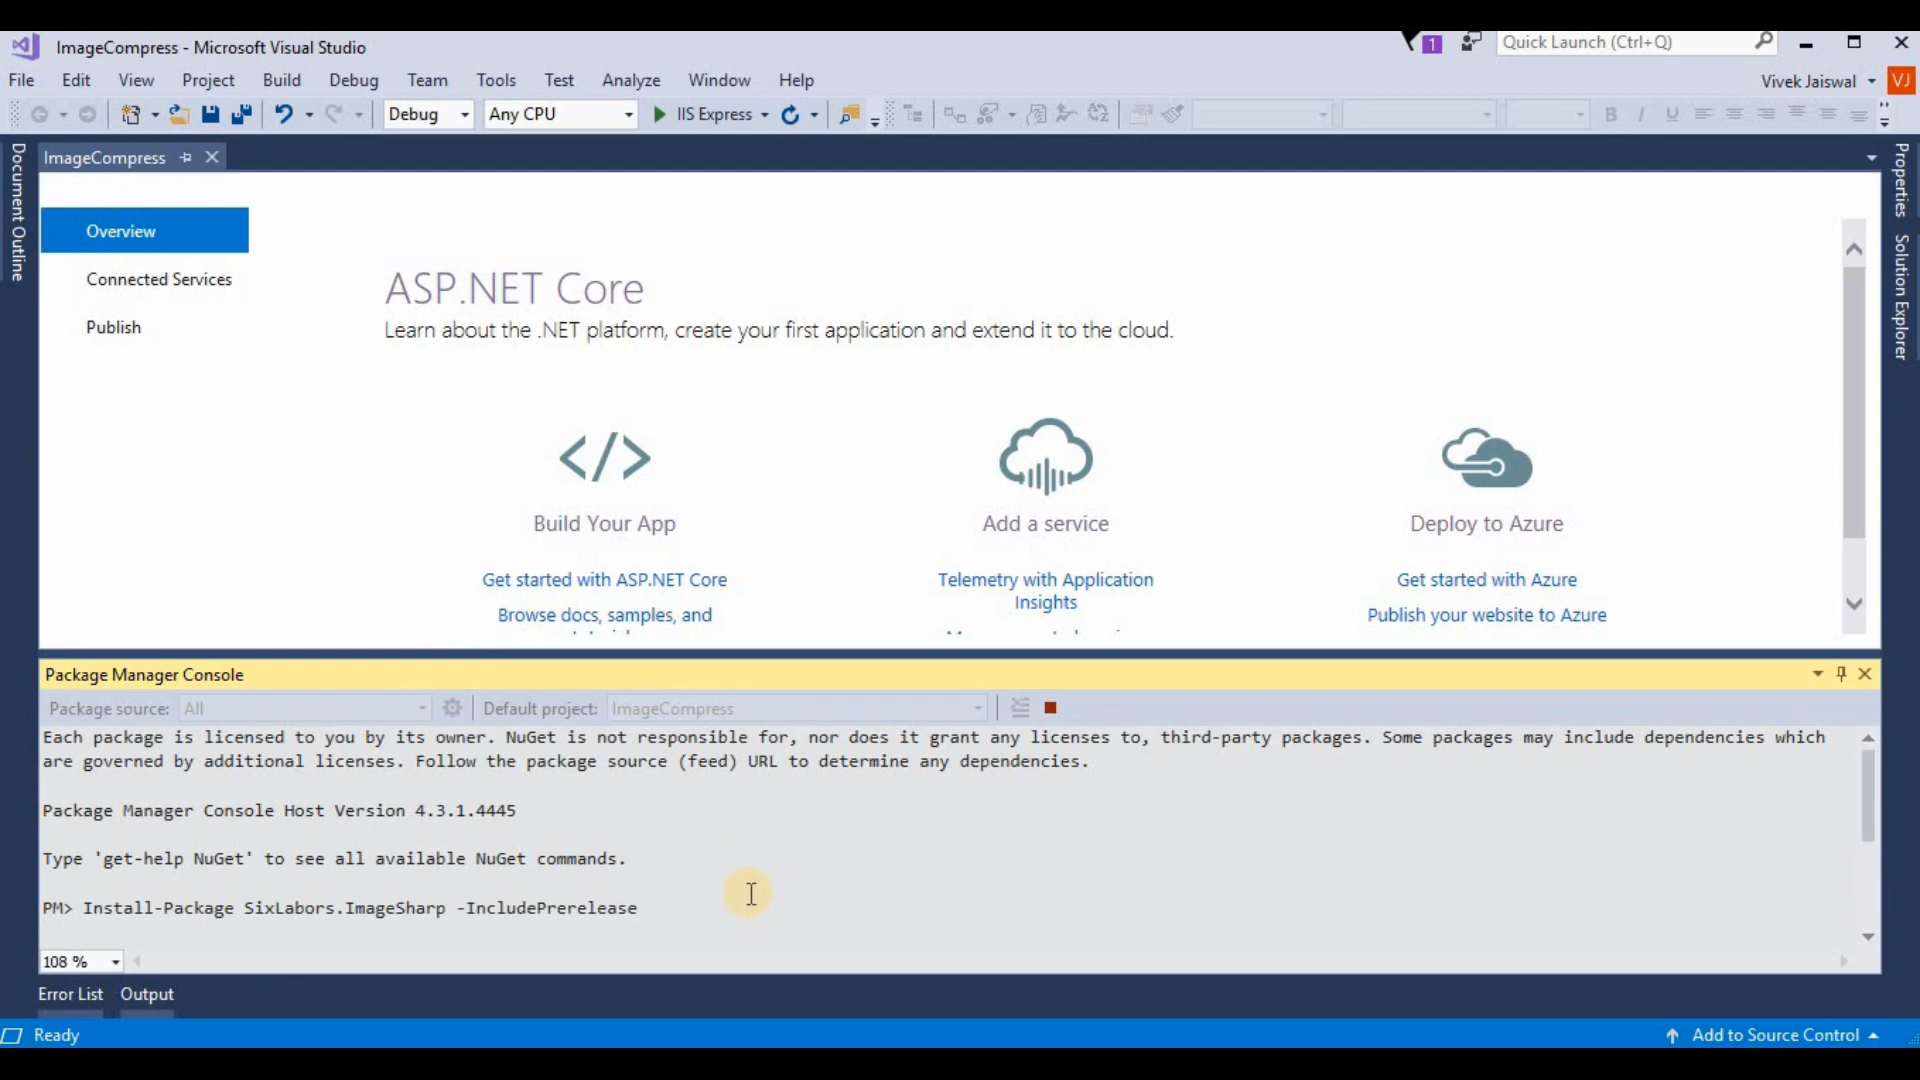 ImageCompress - Microsoft Visual Studio
1
Quick Launch (Ctrl+Q)
File Edit View Project Build Debug Team Tools Test Analyze Window Help
Vivek Jaiswal VJ
Debug Any CPU IIS Express B I U
Document Outline
ImageCompress
Properties
Solution Explorer
Overview
Connected Services
Publish
ASP.NET Core
Learn about the .NET platform, create your first application and extend it to the cloud.
</>
Build Your App
Get started with ASP.NET Core
Browse docs, samples, and
Add a service
Telemetry with Application
Insights
Deploy to Azure
Get started with Azure
Publish your website to Azure
Package Manager Console
Package source: All Default project: ImageCompress
Each package is licensed to you by its owner. NuGet is not responsible for, nor does it grant any licenses to, third-party packages. Some packages may include dependencies which
are governed by additional licenses. Follow the package source (feed) URL to determine any dependencies.
Package Manager Console Host Version 4.3.1.4445
Type 'get-help NuGet' to see all available NuGet commands.
PM> Install-Package SixLabors.ImageSharp -IncludePrerelease
108 %
Error List Output
Ready
Add to Source Control